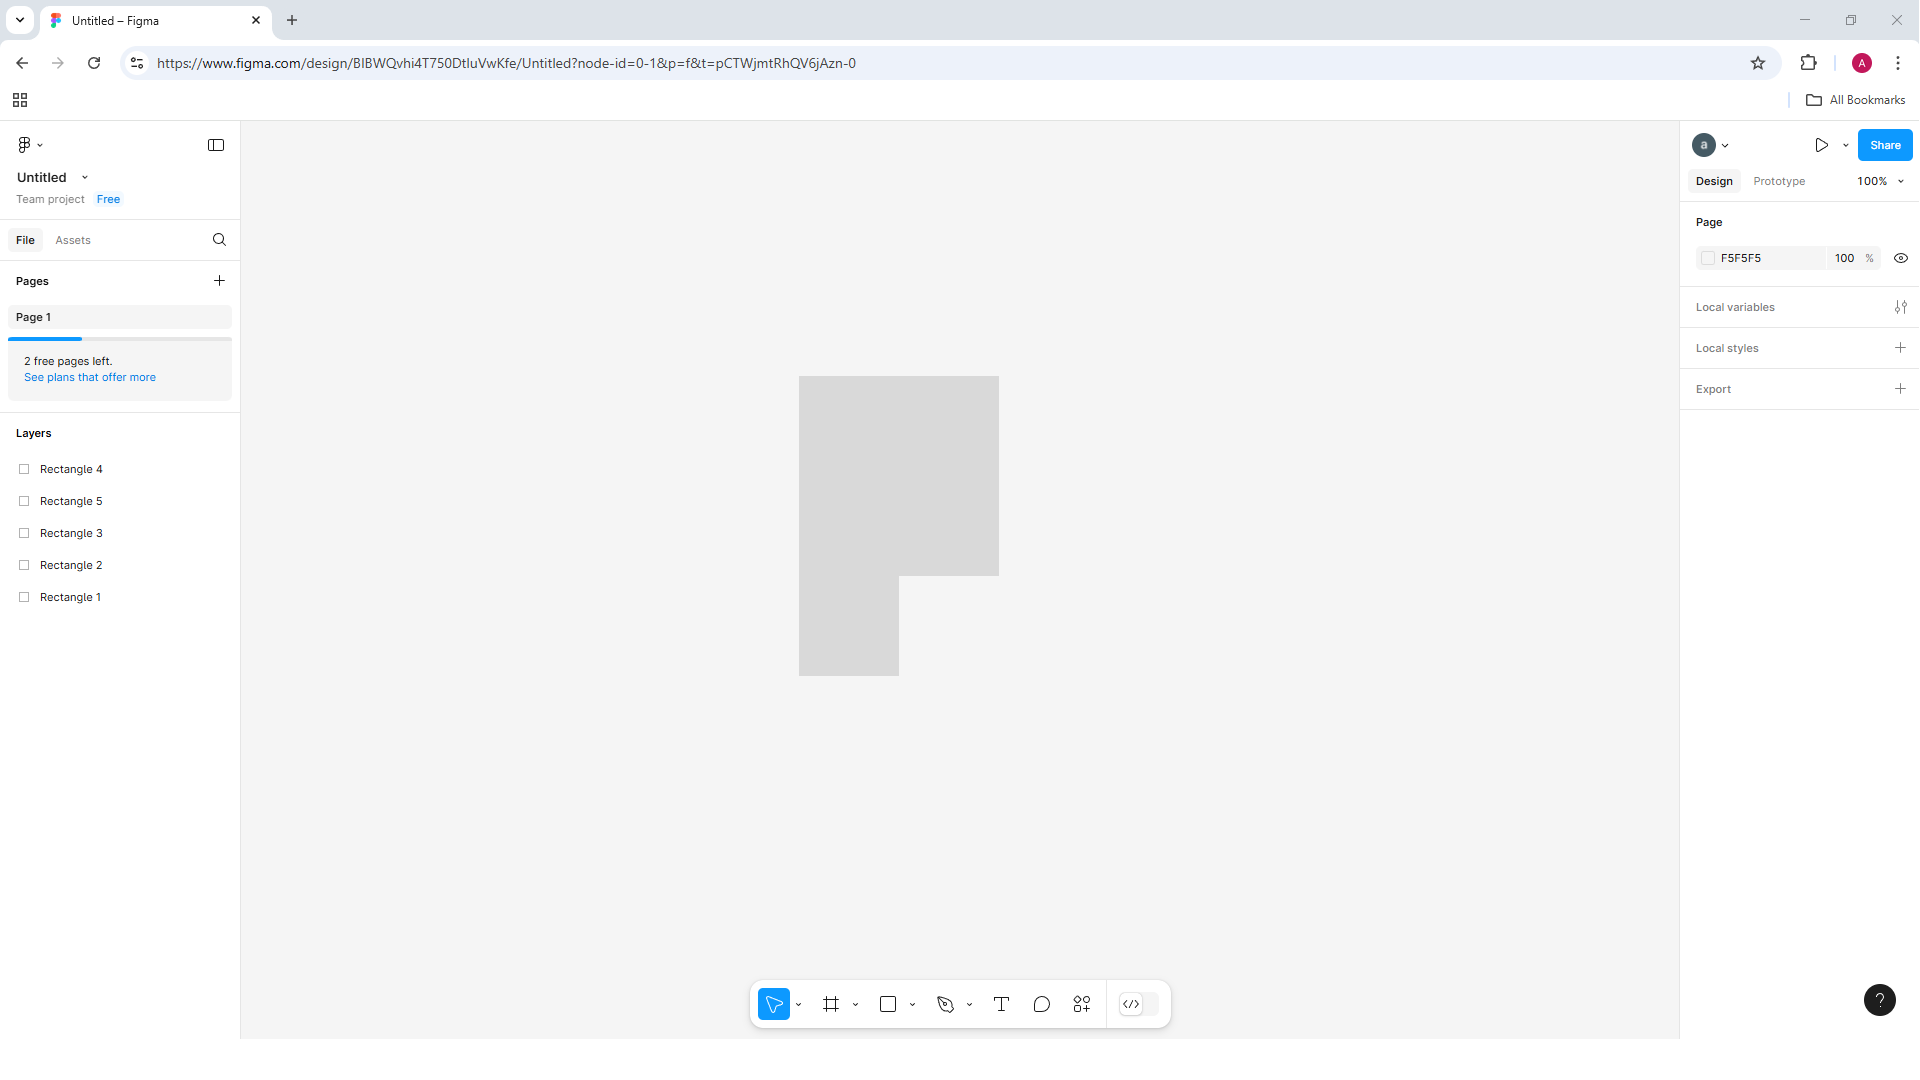 Untitled – Figma
https://www.figma.com/design/BIBWQvhi4T750DtluVwKfe/Untitled?node-id=0-1&p=f&t=pCTWjmtRhQV6jAzn-0
A
All Bookmarks
Untitled
Team project Free
File Assets
Pages
Page 1
2 free pages left.
See plans that offer more
Layers
Rectangle 4
Rectangle 5
Rectangle 3
Rectangle 2
Rectangle 1
a
Share
Design Prototype 100%
Page
F5F5F5 100 %
Local variables
Local styles
Export
?